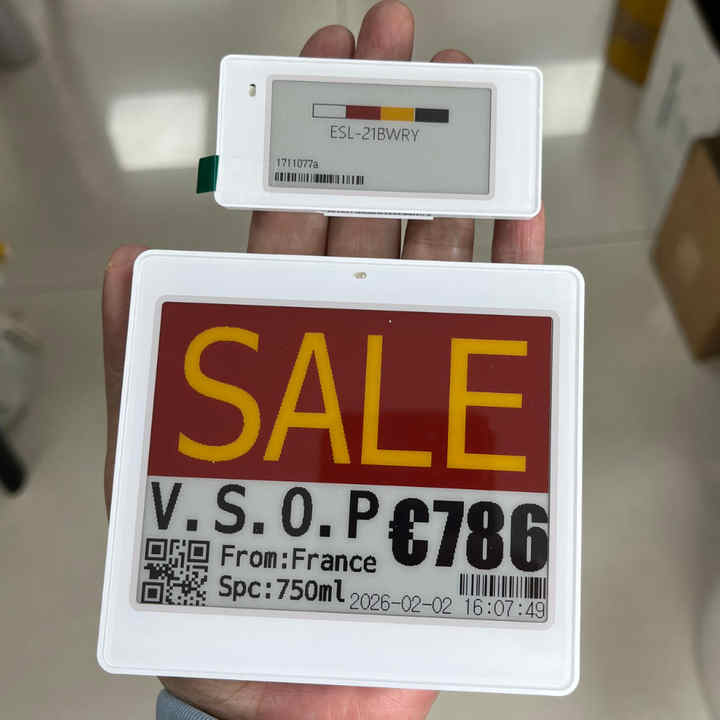 ESL-21BWRY
1711077a
SALE
V.S.O.P €786
From:France
Spc:750ml
2026-02-02 16:07:49